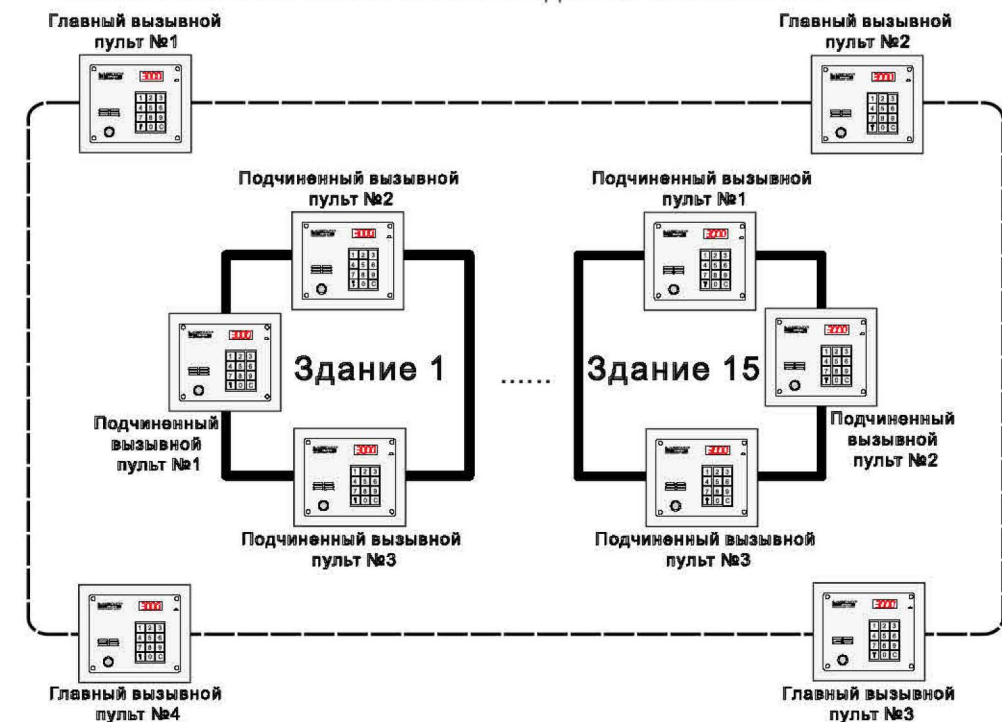 Главный вызывной
пульт №1
Главный вызывной
пульт №2
Подчиненный вызывной
пульт №2
Подчиненный вызывной
пульт №1
Здание 1
......
Здание 15
Подчиненный
вызывной
пульт №1
Подчиненный
вызывной
пульт №2
Подчиненный вызывной
пульт №3
Подчиненный вызывной
пульт №3
Главный вызывной
пульт №4
Главный вызывной
пульт №3